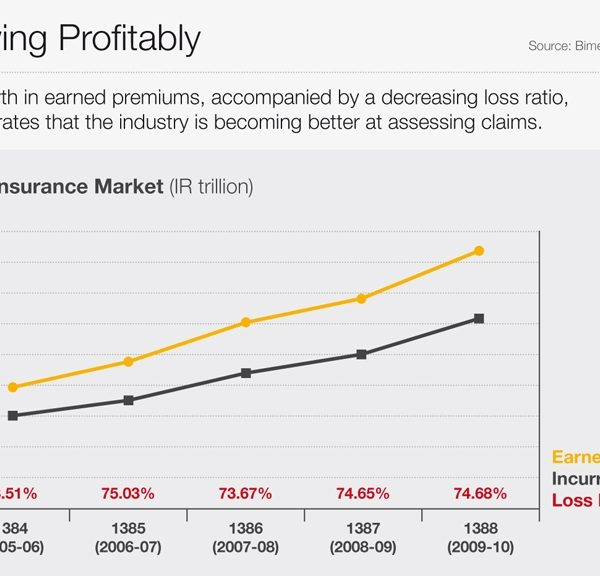 ing Profitably
Source: Bime
th in earned premiums, accompanied by a decreasing loss ratio,
rates that the industry is becoming better at assessing claims.
nsurance Market (IR trillion)
.51% 75.03% 73.67% 74.65% 74.68%
Earne
Incurr
Loss
384 1385 1386 1387 1388
05-06) (2006-07) (2007-08) (2008-09) (2009-10)